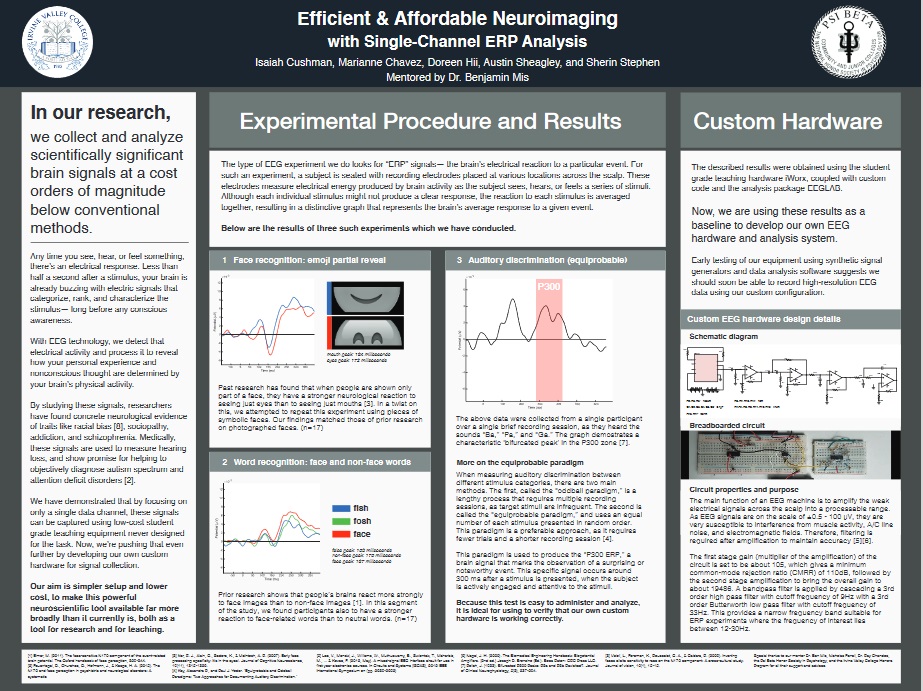 Efficient & Affordable Neuroimaging
with Single-Channel ERP Analysis
Isaiah Cushman, Marianne Chavez, Doreen Hii, Austin Sheagley, and Sherin Stephen
Mentored by Dr. Benjamin Mis
IRVINE VALLEY COLLEGE
PSI BETA
In our research,
we collect and analyze
scientifically significant
brain signals at a cost
orders of magnitude
below conventional
methods.
Any time you see, hear, or feel something,
there's an electrical response. Less than
half a second after a stimulus, your brain is
already buzzing with electric signals that
categorize, rank, and characterize the
stimulus— long before any conscious
awareness.
With EEG technology, we detect that
electrical activity and process it to reveal
how your personal experience and
nonconscious thought are determined by
your brain's physical activity.
By studying these signals, researchers
have found concrete neurological evidence
of traits like racial bias [8], sociopathy,
addiction, and schizophrenia. Medically,
these signals are used to measure hearing
loss, and show promise for helping to
objectively diagnose autism spectrum and
attention deficit disorders [2].
We have demonstrated that by focusing on
only a single data channel, these signals
can be captured using low-cost student
grade teaching equipment never designed
for the task. Now, we're pushing that even
further by developing our own custom
hardware for signal collection.
Our aim is simpler setup and lower
cost, to make this powerful
neuroscientific tool available far more
broadly than it currently is, both as a
tool for research and for teaching.
Experimental Procedure and Results
The type of EEG experiment we do looks for "ERP" signals— the brain's electrical reaction to a particular event. For
such an experiment, a subject is seated with recording electrodes placed at various locations across the scalp. These
electrodes measure electrical energy produced by brain activity as the subject sees, hears, or feels a series of stimuli.
Although each individual stimulus might not produce a clear response, the reaction to each stimulus is averaged
together, resulting in a distinctive graph that represents the brain's average response to a given event.
Below are the results of three such experiments which we have conducted.
1 Face recognition: emoji partial reveal
Past research has found that when people are shown only
part of a face, they have a stronger neurological reaction to
seeing just eyes than to seeing just mouths [3]. In a twist on
this, we attempted to repeat this experiment using pieces of
symbolic faces. Our findings matched those of prior research
on photographed faces. (n=17)
2 Word recognition: face and non-face words
fish
fosh
face
Prior research shows that people's brains react more strongly
to face images than to non-face images [1]. In this segment
of the study, we found participants also to have a stronger
reaction to face-related words than to neutral words. (n=17)
3 Auditory discrimination (equiprobable)
P300
The above data were collected from a single participant
over a single brief recording session, as they heard the
sounds "Ba," "Pa," and "Ga." The graph demostrates a
characteristic 'bifurcated peak' in the P300 zone [7].
More on the equiprobable paradigm
When measuring auditory discrimination between
different stimulus categories, there are two main
methods. The first, called the "oddball paradigm," is a
lengthy process that requires multiple recording
sessions, as target stimuli are infrequent. The second is
called the "equiprobable paradigm," and uses an equal
number of each stimulus presented in random order.
This paradigm is a preferable approach, as it requires
fewer trials and a shorter recording session [4].
This paradigm is used to produce the "P300 ERP," a
brain signal that marks the observation of a surprising or
noteworthy event. This specific signal occurs around
300 ms after a stimulus is presented, when the subject
is actively engaged and attentive to the stimuli.
Because this test is easy to administer and analyze,
it is ideal for using to verify that our own custom
hardware is working correctly.
Custom Hardware
The described results were obtained using the student
grade teaching hardware iWorx, coupled with custom
code and the analysis package EEGLAB.
Now, we are using these results as a
baseline to develop our own EEG
hardware and analysis system.
Early testing of our equipment using synthetic signal
generators and data analysis software suggests we
should soon be able to record high-resolution EEG
data using our custom configuration.
Custom EEG hardware design details
Schematic diagram
Breadboarded circuit
Circuit properties and purpose
The main function of an EEG machine is to amplify the weak
electrical signals across the scalp into a processable range.
As EEG signals are on the scale of ±0.5 - 100 μV, they are
very susceptible to interference from muscle activity, A/C line
noise, and electromagnetic fields. Therefore, filtering is
required after amplification to maintain accuracy [5][6].
The first stage gain (multiplier of the amplification) of the
circuit is set to be about 105, which gives a minimum
common-mode rejection ratio (CMRR) of 110dB, followed by
the second stage amplification to bring the overall gain to
about 19486. A bandpass filter is applied by cascading a 3rd
order high pass filter with cutoff frequency of 9Hz with a 3rd
order Butterworth low pass filter with cutoff frequency of
33Hz. This provides a narrow frequency band suitable for
ERP experiments where the frequency of interest lies
between 12-30Hz.